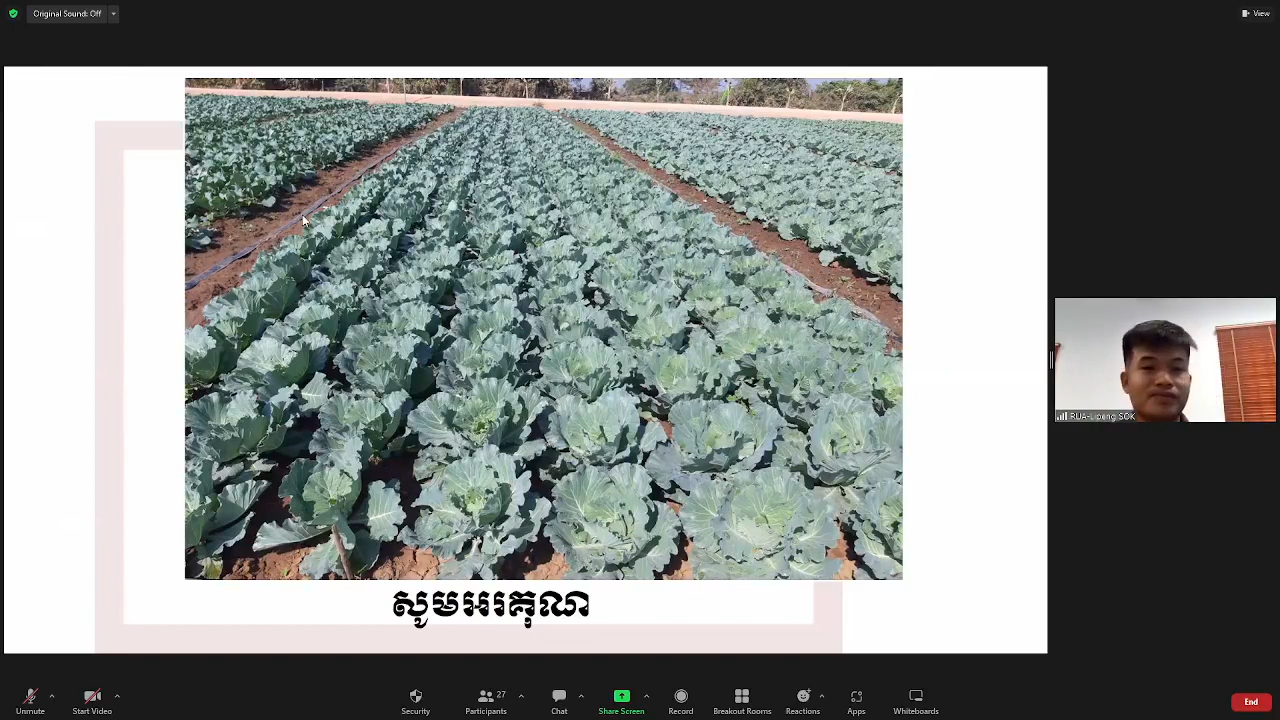 Original Sound: Off
View
RUA-Lipeng SOK
សូមអរគុណ
Unmute
Start Video
Security
Participants
27
Chat
Share Screen
Record
Breakout Rooms
Reactions
Apps
Whiteboards
End